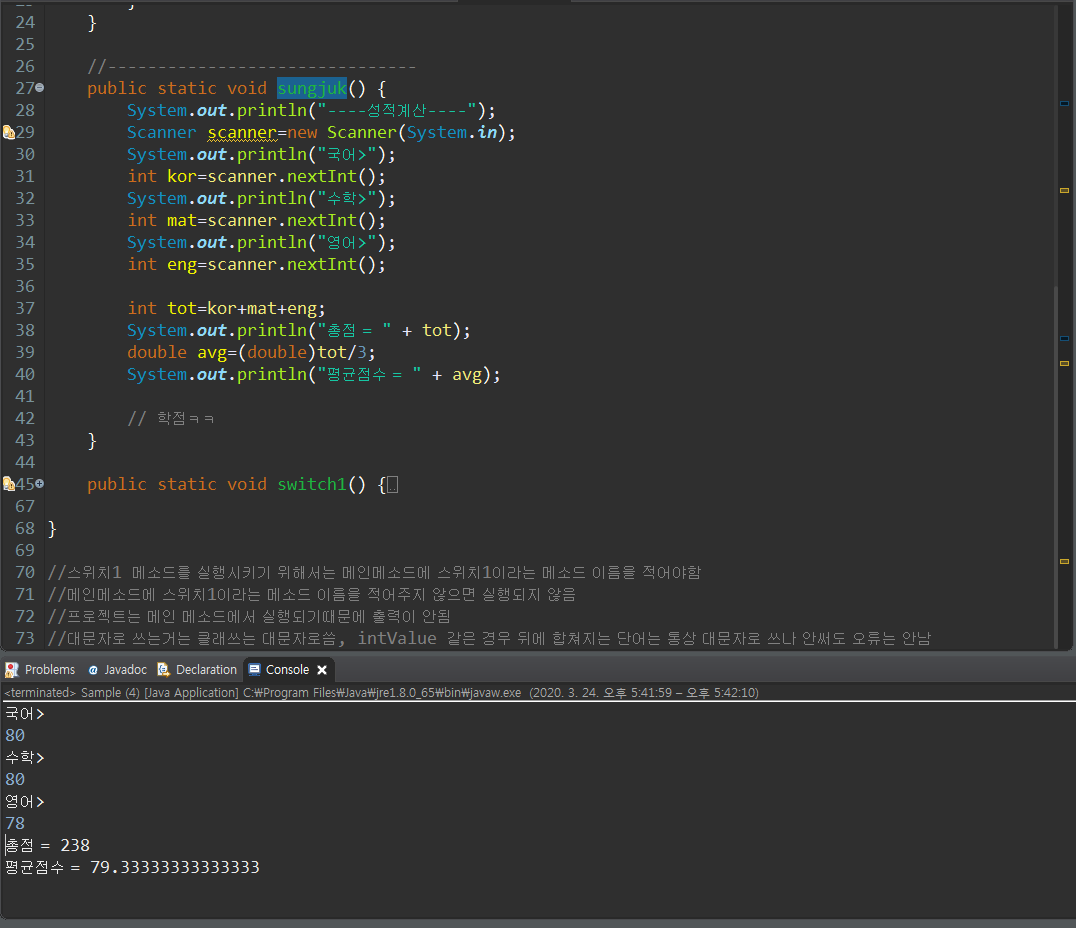 24 }
25
26 //-------------------------------
27 public static void sungjuk() {
28 System.out.println("----성적계산----");
29 Scanner scanner=new Scanner(System.in);
30 System.out.println("국어>");
31 int kor=scanner.nextInt();
32 System.out.println("수학>");
33 int mat=scanner.nextInt();
34 System.out.println("영어>");
35 int eng=scanner.nextInt();
36
37 int tot=kor+mat+eng;
38 System.out.println("총점 = " + tot);
39 double avg=(double)tot/3;
40 System.out.println("평균점수 = " + avg);
41
42 // 학점ㅋㅋ
43 }
44
45 public static void switch1() {
67
68 }
69
70 //스위치1 메소드를 실행시키기 위해서는 메인메소드에 스위치1이라는 메소드 이름을 적어야함
71 //메인메소드에 스위치1이라는 메소드 이름을 적어주지 않으면 실행되지 않음
72 //프로젝트는 메인 메소드에서 실행되기때문에 출력이 안됨
73 //대문자로 쓰는거는 클래쓰는 대문자로씀, intValue 같은 경우 뒤에 합쳐지는 단어는 통상 대문자로 쓰나 안써도 오류는 안남
Problems @ Javadoc Declaration Console
<terminated> Sample (4) [Java Application] C:₩Program Files₩Java₩jre1.8.0_65₩bin₩javaw.exe (2020. 3. 24. 오후 5:41:59 – 오후 5:42:10)
국어>
80
수학>
80
영어>
78
총점 = 238
평균점수 = 79.33333333333333